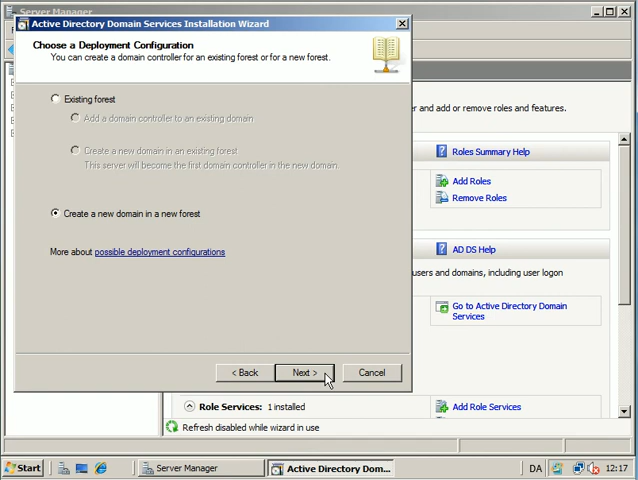 Server Manager
Active Directory Domain Services Installation Wizard
Choose a Deployment Configuration
You can create a domain controller for an existing forest or for a new forest.
Existing forest
Add a domain controller to an existing domain
Create a new domain in an existing forest
This server will become the first domain controller in the new domain.
Create a new domain in a new forest
More about possible deployment configurations
< Back
Next >
Cancel
er and add or remove roles and features.
Roles Summary Help
Add Roles
Remove Roles
AD DS Help
users and domains, including user logon
Go to Active Directory Domain
Services
Role Services: 1 installed
Add Role Services
Refresh disabled while wizard in use
Start
Server Manager
Active Directory Dom...
DA
12:17